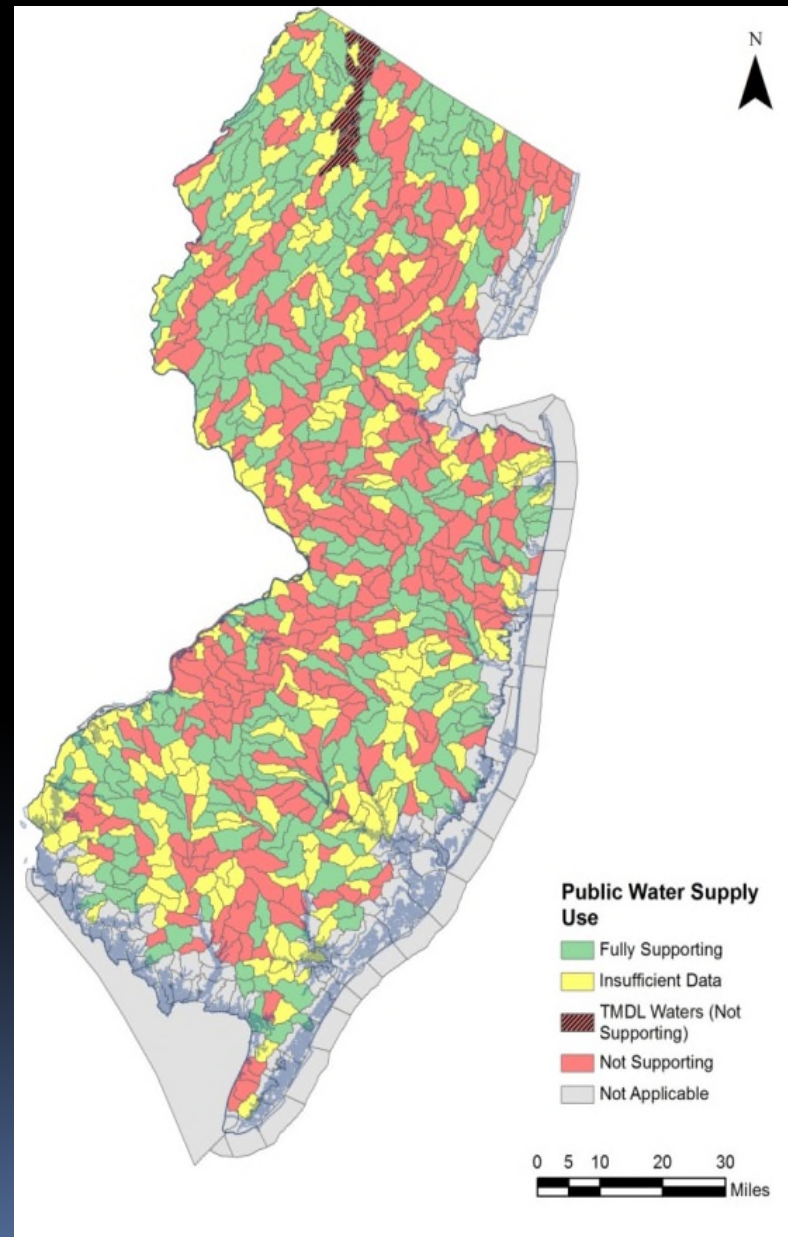 N
Public Water Supply
Use
Fully Supporting
Insufficient Data
TMDL Waters (Not
Supporting)
Not Supporting
Not Applicable
0 5 10 20 30
Miles